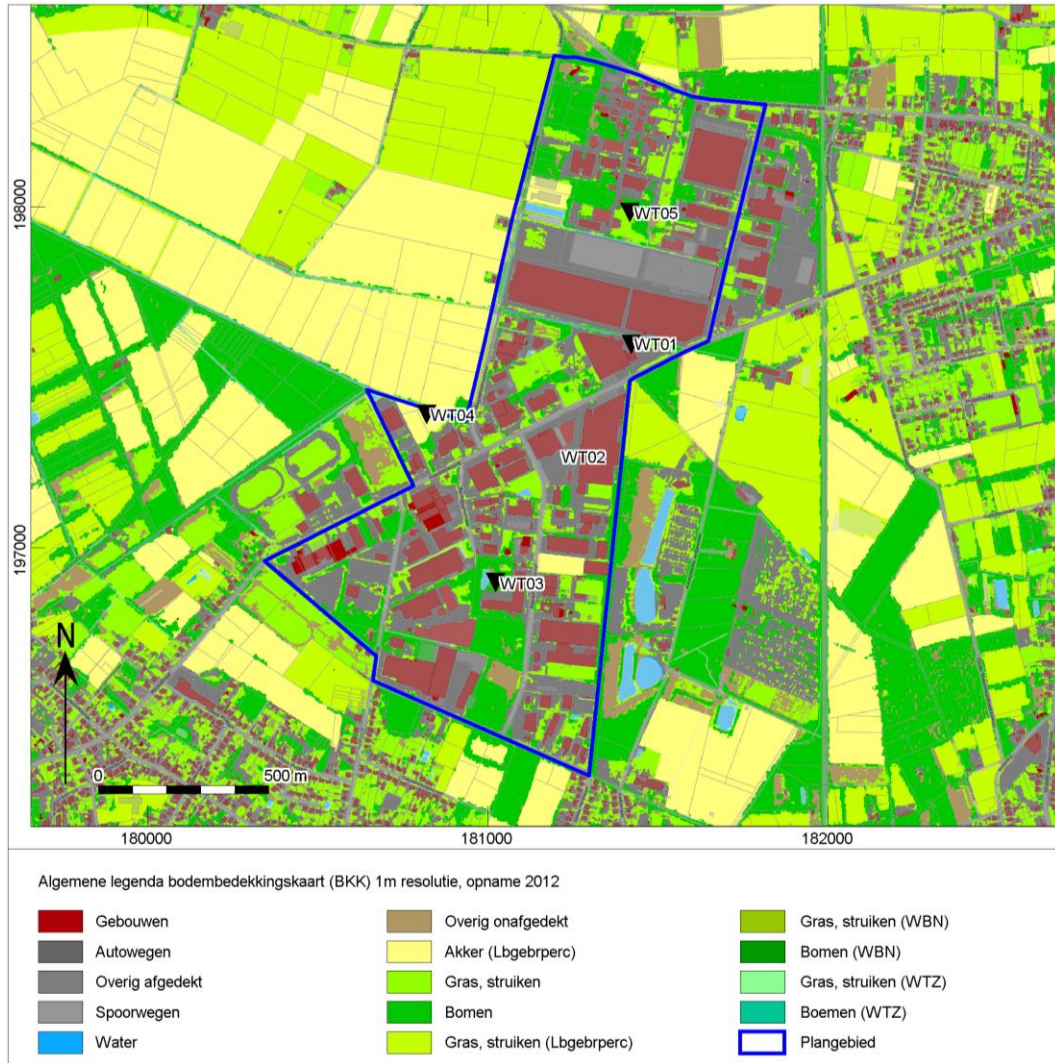 198000
197000
WT05
WT01
WT04
WT02
WT03
N
0 500 m
180000 181000 182000
Algemene legenda bodembedekkingskaart (BKK) 1m resolutie, opname 2012
Gebouwen
Autowegen
Overig afgedekt
Spoorwegen
Water
Overig onafgedekt
Akker (Lbgebrperc)
Gras, struiken
Bomen
Gras, struiken (Lbgebrperc)
Gras, struiken (WBN)
Bomen (WBN)
Gras, struiken (WTZ)
Boemen (WTZ)
Plangebied